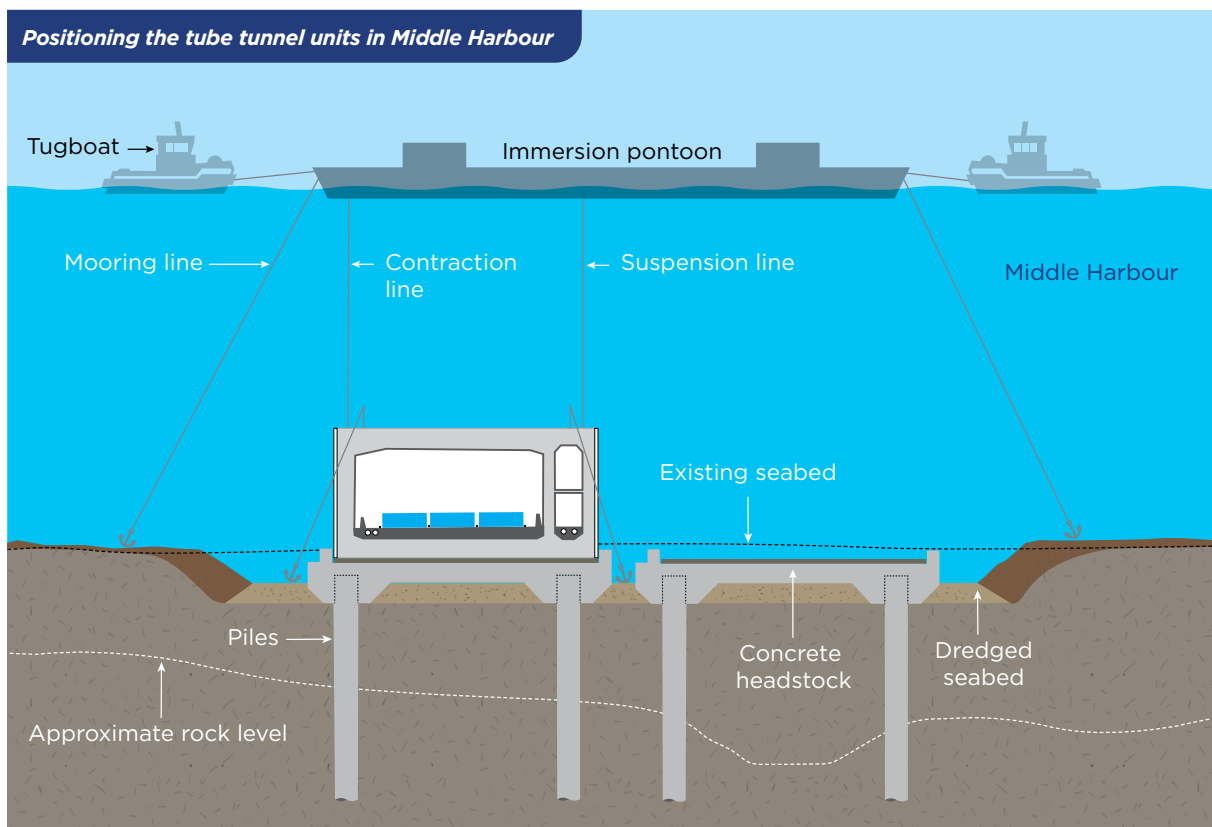 Positioning the tube tunnel units in Middle Harbour
Tugboat
Immersion pontoon
Mooring line
Contraction
line
Suspension line
Middle Harbour
Existing seabed
Piles
Concrete
headstock
Dredged
seabed
Approximate rock level